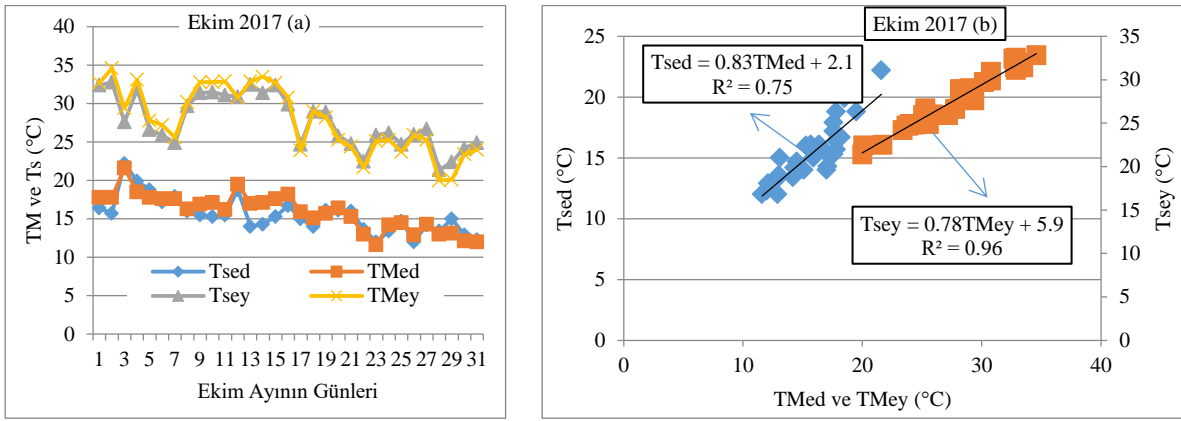 Ekim 2017 (a)
40
35
30
25
20
15
10
5
0
TM ve Ts (°C)
Tsed
TMed
Tsey
TMey
1 3 5 7 9 11 13 15 17 19 21 23 25 27 29 31
Ekim Ayının Günleri
Ekim 2017 (b)
Tsed = 0.83TMed + 2.1
R² = 0.75
Tsey = 0.78TMey + 5.9
R² = 0.96
25
20
15
10
5
0
Tsed (°C)
35
30
25
20
15
10
5
0
Tsey (°C)
0 10 20 30 40
TMed ve TMey (°C)